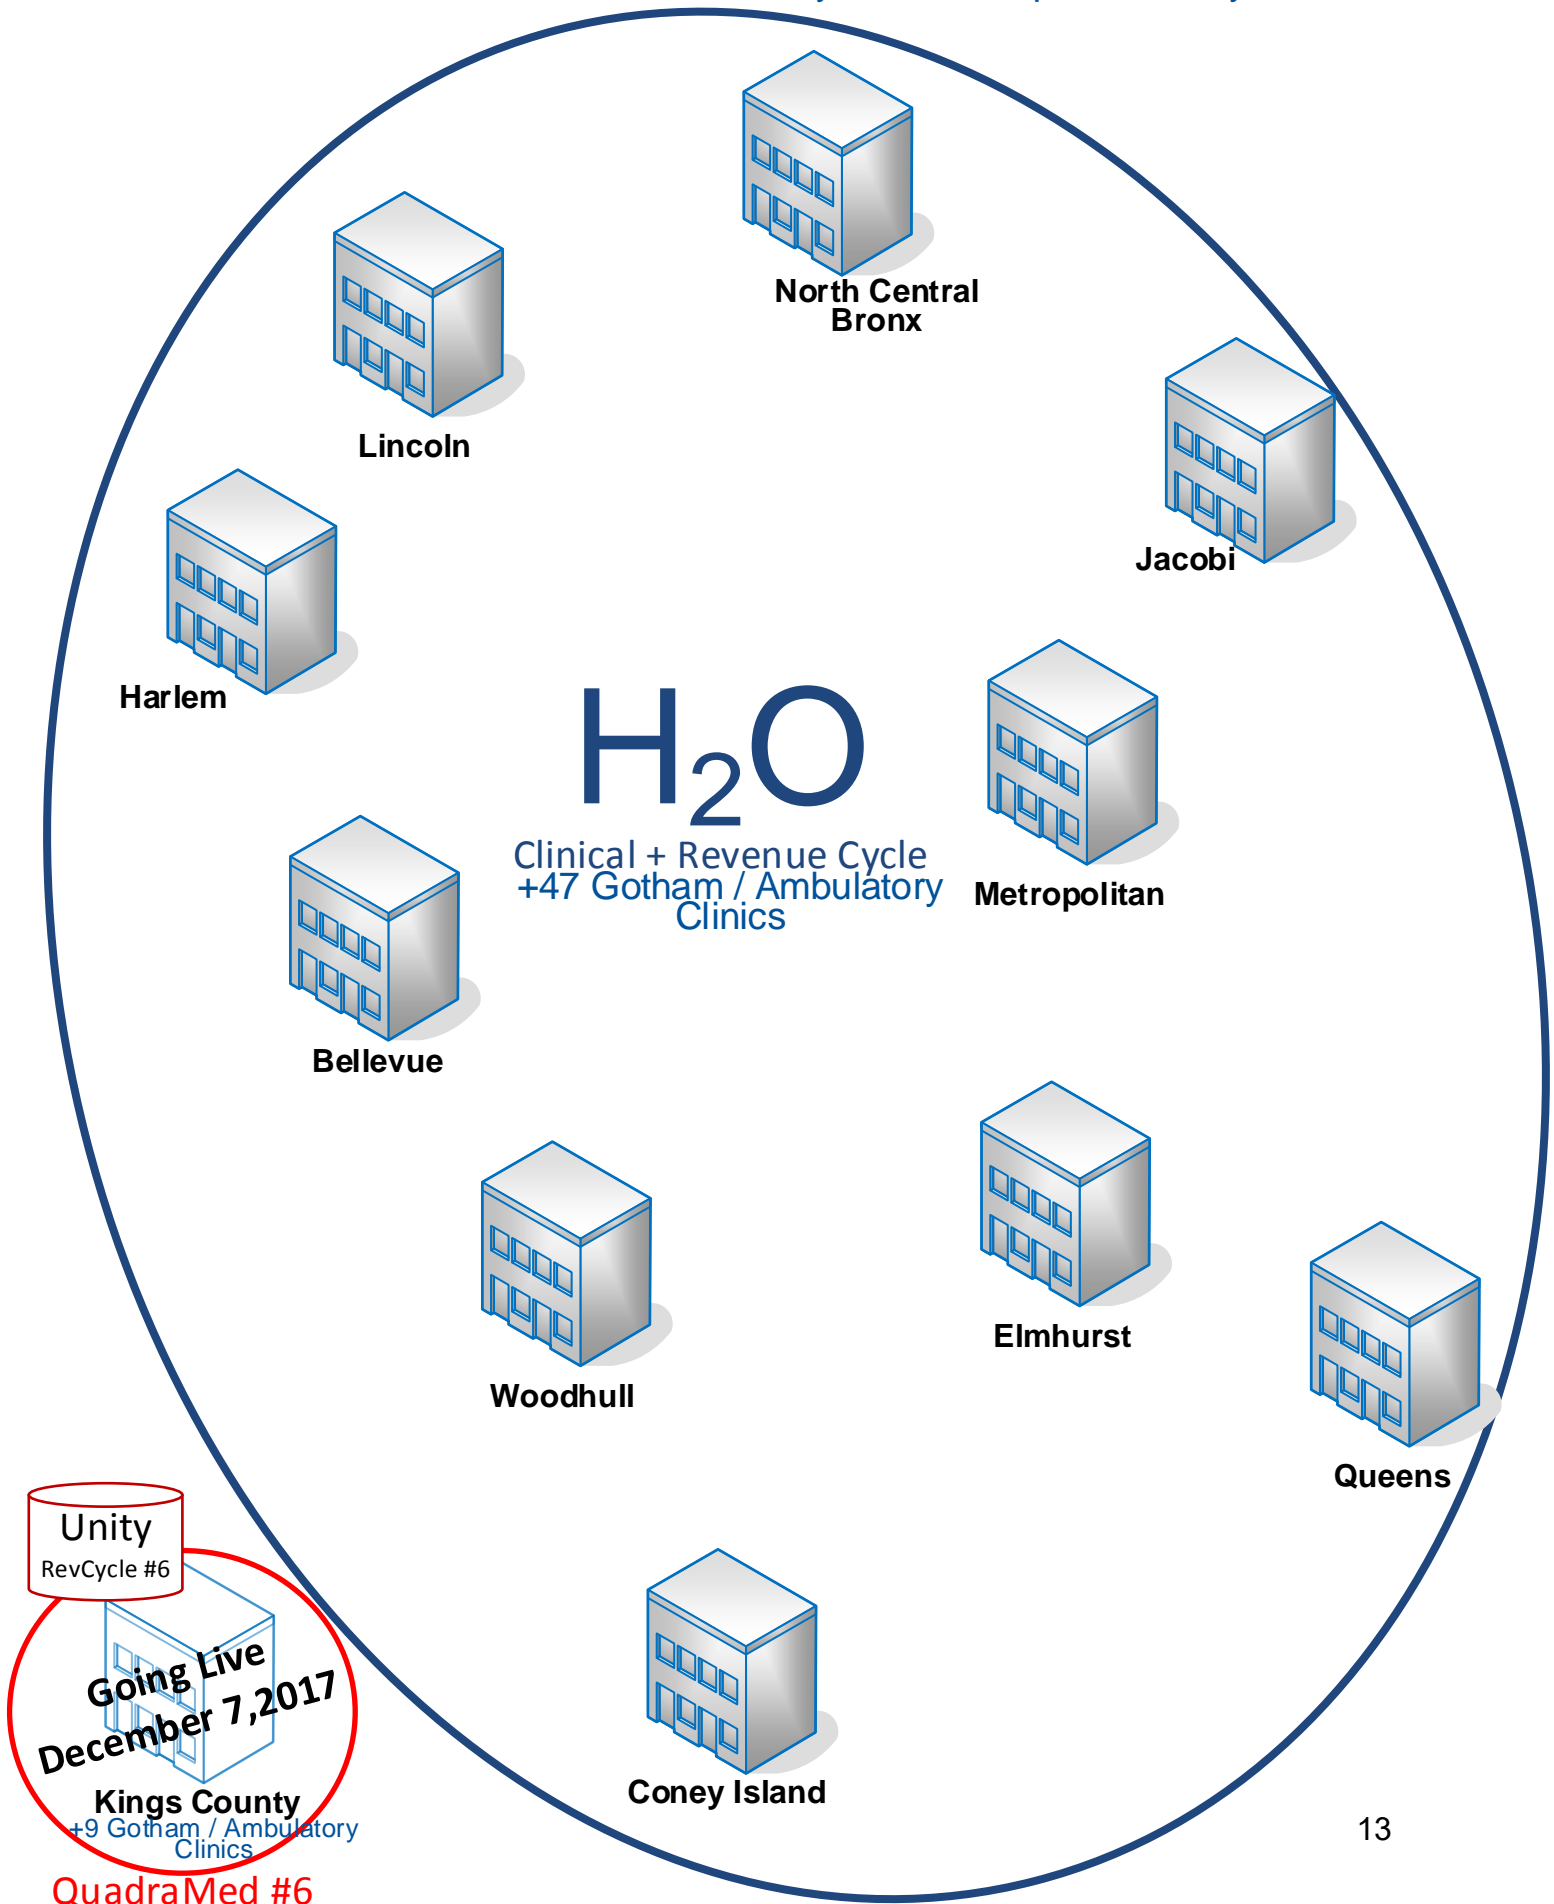 North Central
Bronx
Lincoln
Jacobi
Harlem
H₂O
Clinical + Revenue Cycle
+47 Gotham / Ambulatory
Clinics
Metropolitan
Bellevue
Elmhurst
Woodhull
Queens
Unity
RevCycle #6
Going Live
December 7,2017
Kings County
+9 Gotham / Ambulatory
Clinics
QuadraMed #6
Coney Island
13